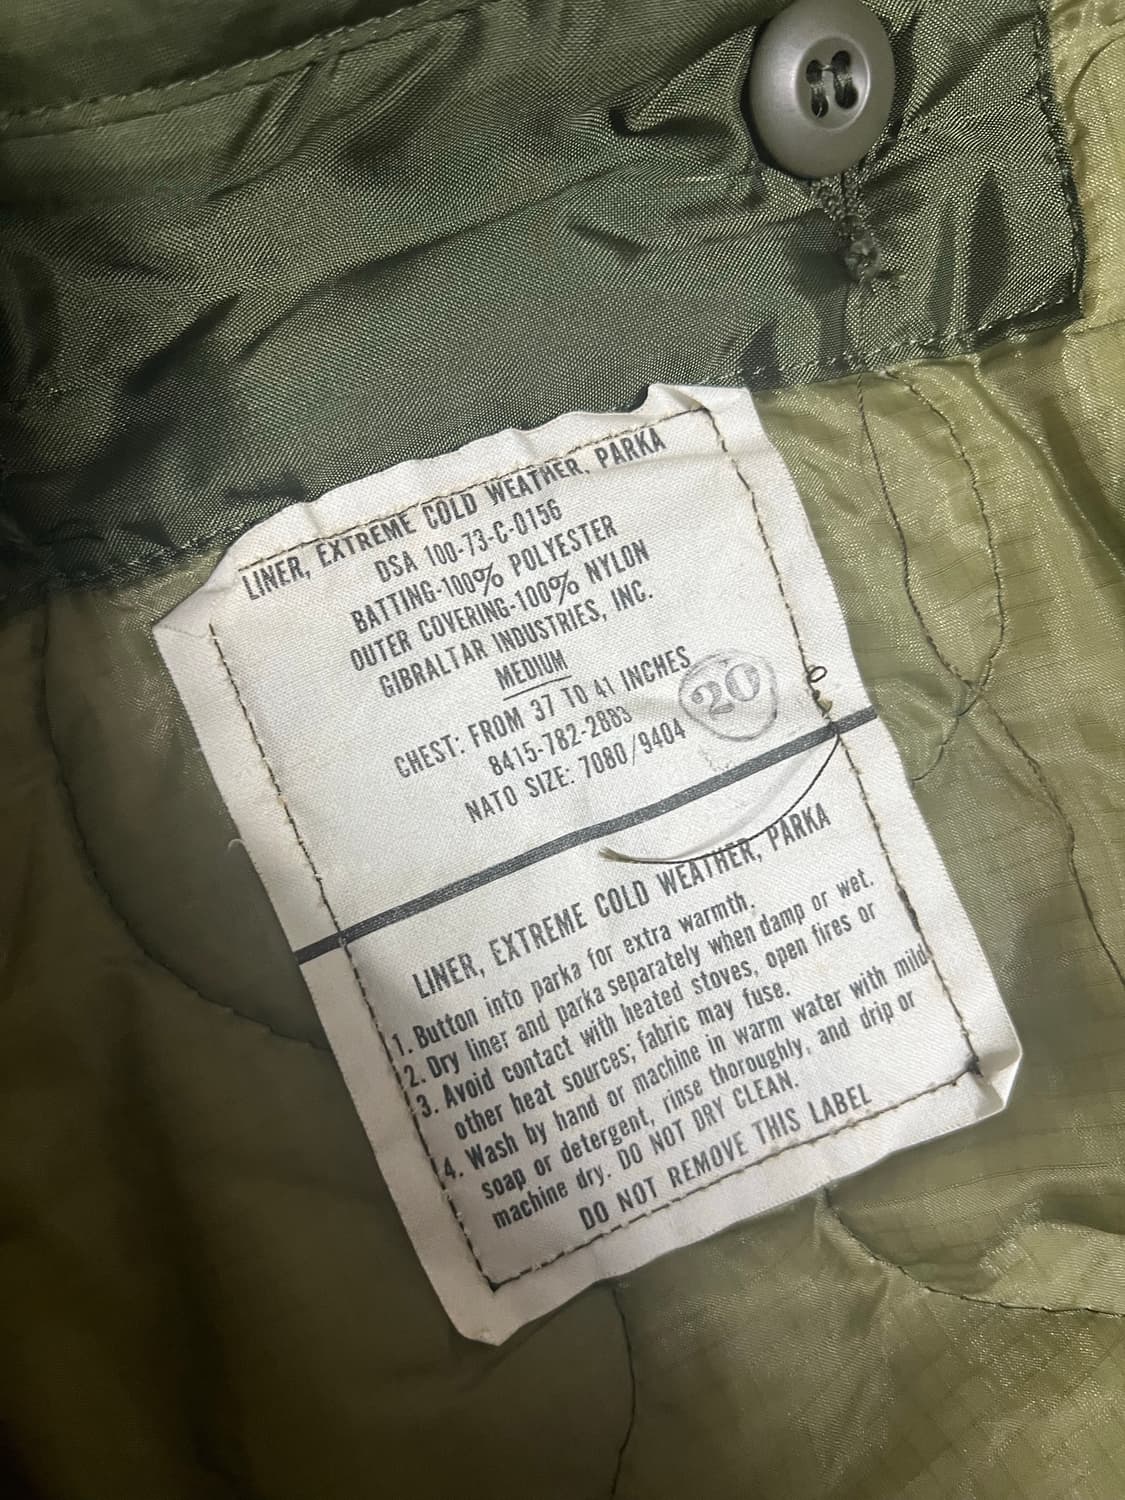 LINER, EXTREME COLD WEATHER, PARKA
DSA 100-73-C-0156
BATTING-100% POLYESTER
OUTER COVERING-100% NYLON
GIBRALTAR INDUSTRIES, INC.
MEDIUM
CHEST: FROM 37 TO 41 INCHES
8415-782-2883
NATO SIZE: 7080/9404
20
LINER, EXTREME COLD WEATHER, PARKA
1. Button into parka for extra warmth.
2. Dry liner and parka separately when damp or wet.
3. Avoid contact with heated stoves, open fires or
other heat sources; fabric may fuse.
4. Wash by hand or machine in warm water with mild
soap or detergent, rinse thoroughly, and drip or
machine dry. DO NOT DRY CLEAN.
DO NOT REMOVE THIS LABEL